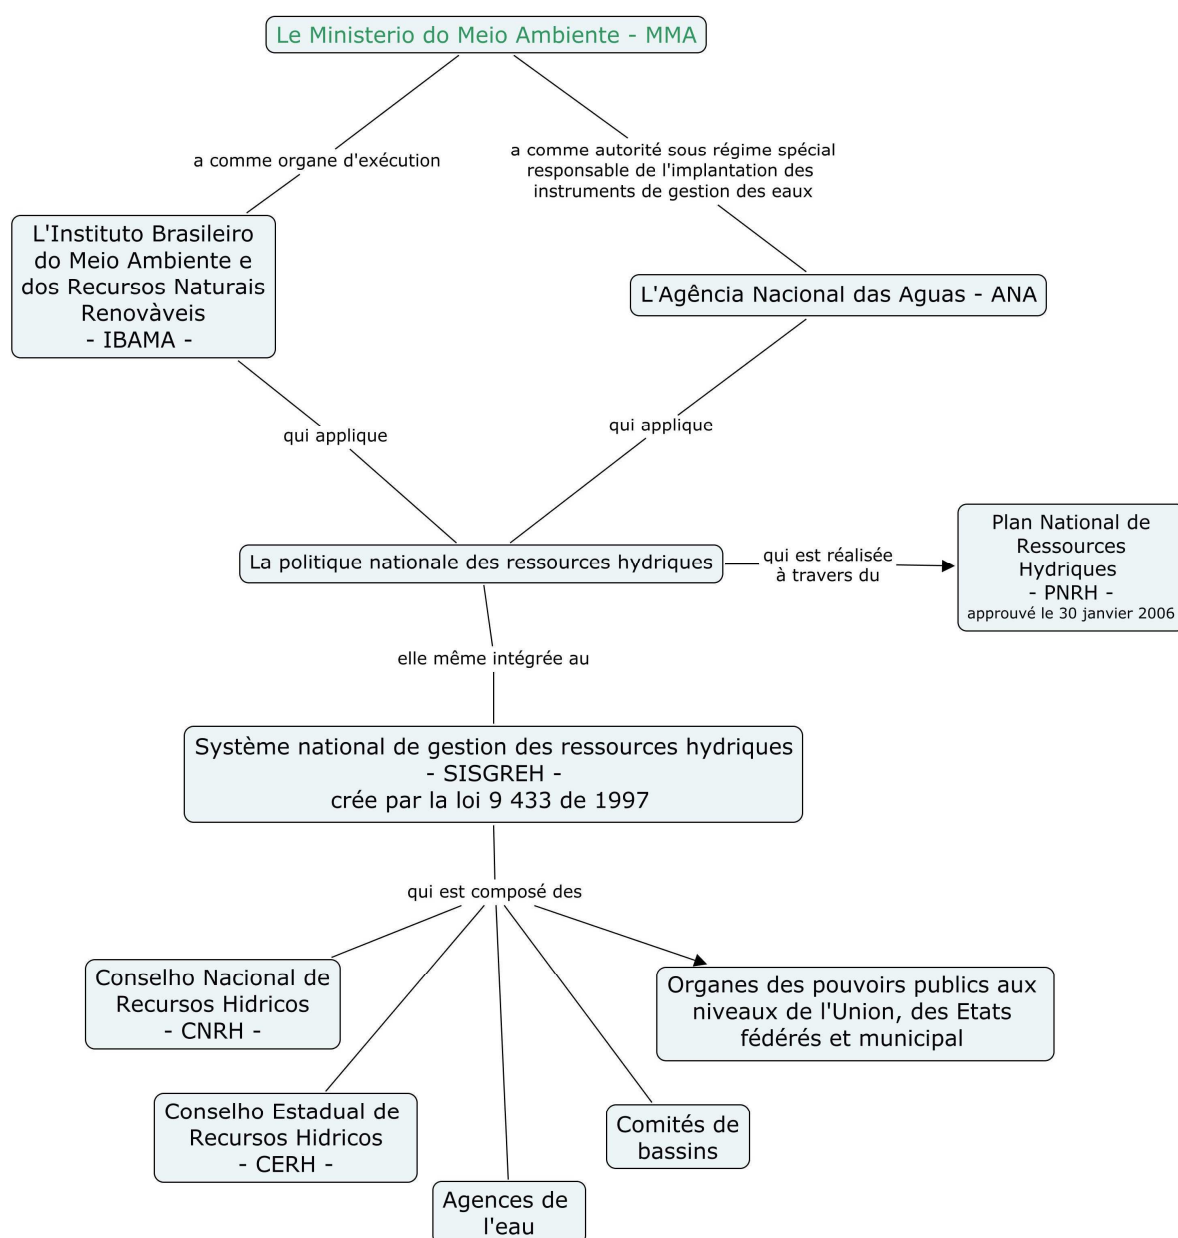 Le Ministerio do Meio Ambiente - MMA
a comme organe d'exécution
a comme autorité sous régime spécial
responsable de l'implantation des
instruments de gestion des eaux
L'Instituto Brasileiro
do Meio Ambiente e
dos Recursos Naturais
Renovàveis
- IBAMA -
L'Agência Nacional das Aguas - ANA
qui applique
qui applique
La politique nationale des ressources hydriques
qui est réalisée
à travers du
Plan National de
Ressources
Hydriques
- PNRH -
approuvé le 30 janvier 2006
elle même intégrée au
Système national de gestion des ressources hydriques
- SISGREH -
crée par la loi 9 433 de 1997
qui est composé des
Conselho Nacional de
Recursos Hidricos
- CNRH -
Organes des pouvoirs publics aux
niveaux de l'Union, des Etats
fédérés et municipal
Conselho Estadual de
Recursos Hidricos
- CERH -
Comités de
bassins
Agences de
l'eau